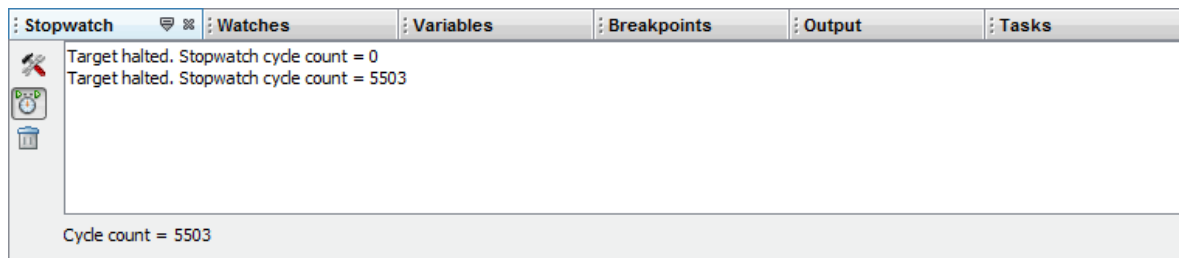 Stopwatch Watches Variables Breakpoints Output Tasks
Target halted. Stopwatch cycle count = 0
Target halted. Stopwatch cycle count = 5503
Cycle count = 5503